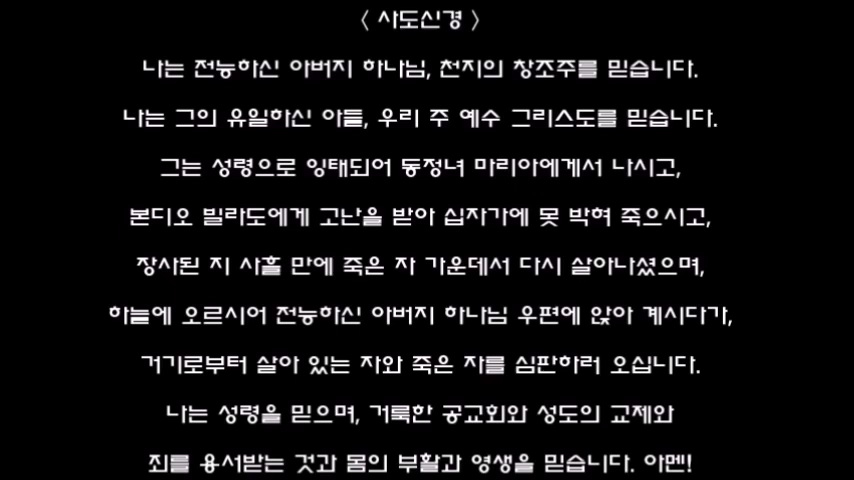 < 사도신경 >
나는 전능하신 아버지 하나님, 천지의 창조주를 믿습니다.
나는 그의 유일하신 아들, 우리 주 예수 그리스도를 믿습니다.
그는 성령으로 잉태되어 동정녀 마리아에게서 나시고,
본디오 빌라도에게 고난을 받아 십자가에 못 박혀 죽으시고,
장사된 지 사흘 만에 죽은 자 가운데서 다시 살아나셨으며,
하늘에 오르시어 전능하신 아버지 하나님 우편에 앉아 계시다가,
거기로부터 살아 있는 자와 죽은 자를 심판하러 오십니다.
나는 성령을 믿으며, 거룩한 공교회와 성도의 교제와
죄를 용서받는 것과 몸의 부활과 영생을 믿습니다. 아멘!